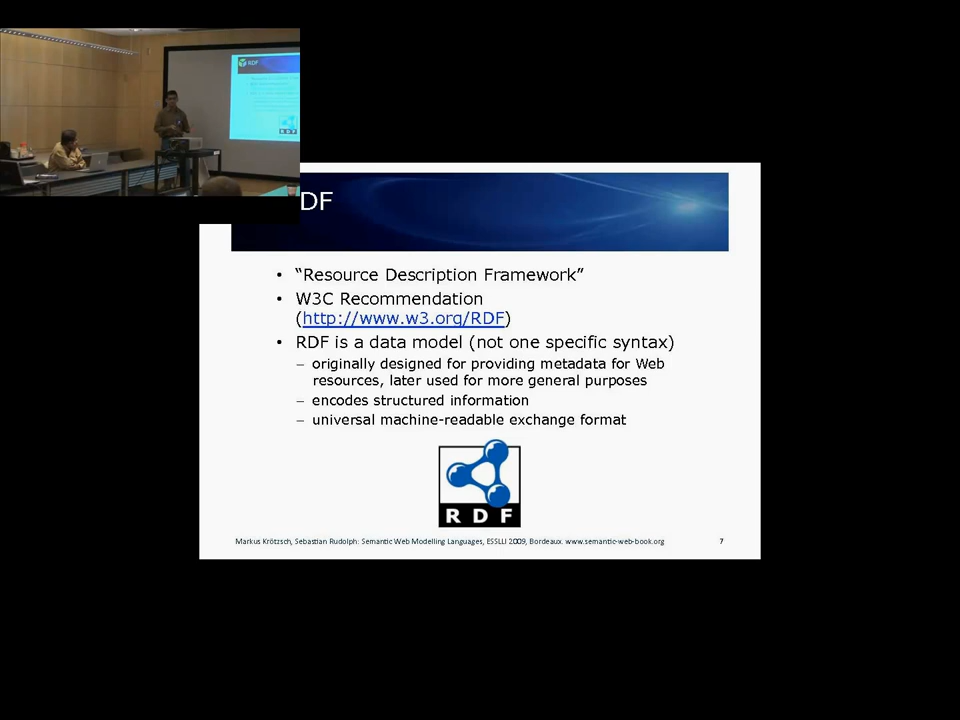 RDF
DF
• “Resource Description Framework”
• W3C Recommendation
(http://www.w3.org/RDF)
• RDF is a data model (not one specific syntax)
– originally designed for providing metadata for Web
resources, later used for more general purposes
– encodes structured information
– universal machine-readable exchange format
RDF
Markus Krötzsch, Sebastian Rudolph: Semantic Web Modelling Languages, ESSLLI 2009, Bordeaux. www.semantic-web-book.org 7